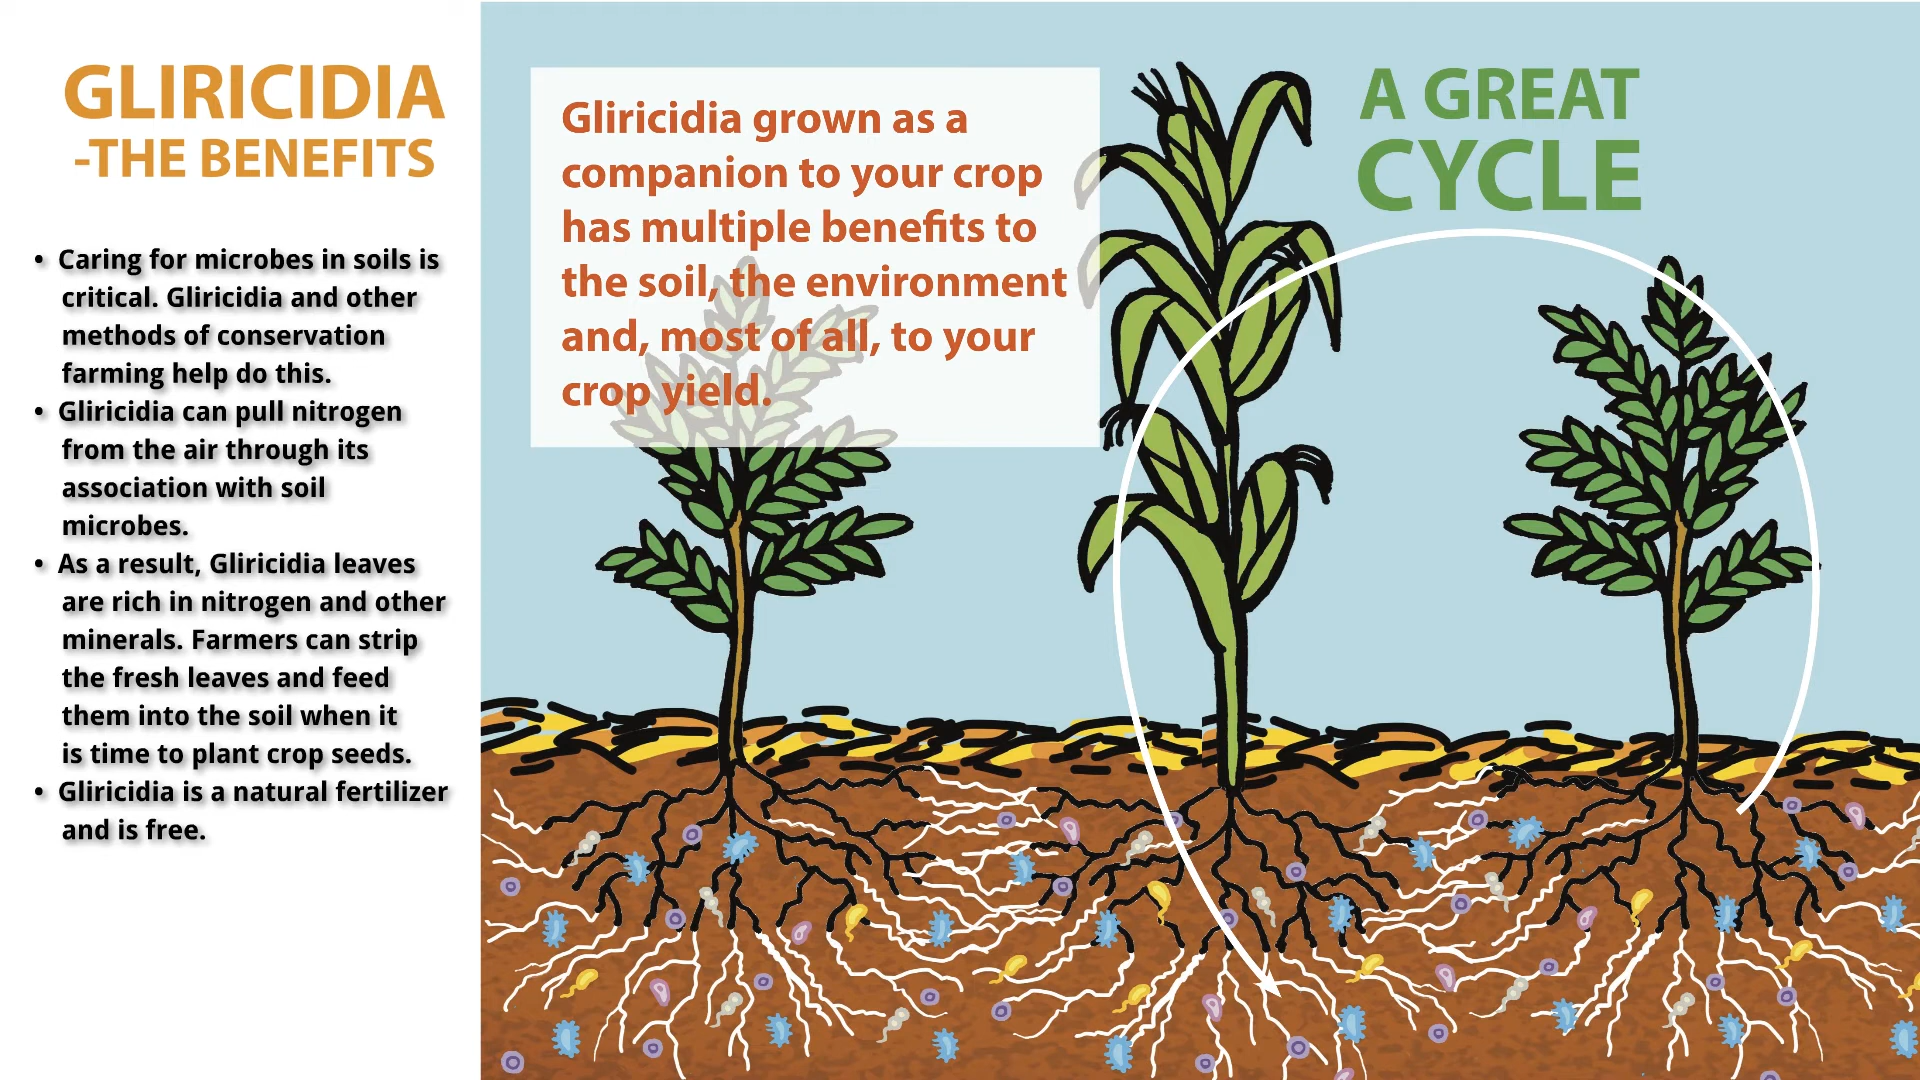 GLIRICIDIA
-THE BENEFITS
• Caring for microbes in soils is
critical. Gliricidia and other
methods of conservation
farming help do this.
• Gliricidia can pull nitrogen
from the air through its
association with soil
microbes.
• As a result, Gliricidia leaves
are rich in nitrogen and other
minerals. Farmers can strip
the fresh leaves and feed
them into the soil when it
is time to plant crop seeds.
• Gliricidia is a natural fertilizer
and is free.
Gliricidia grown as a
companion to your crop
has multiple benefits to
the soil, the environment
and, most of all, to your
crop yield.
A GREAT
CYCLE